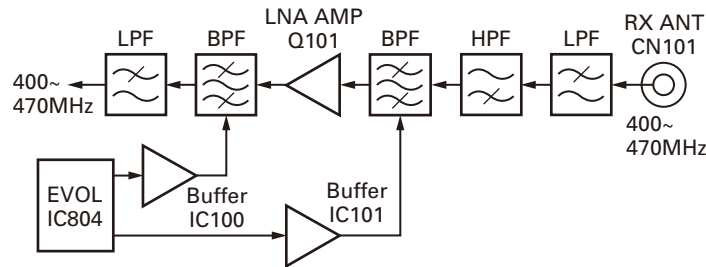 LNA AMP
Q101
RX ANT
CN101
LPF
BPF
BPF
HPF
LPF
400~
470MHz
400~
470MHz
EVOL
IC804
Buffer
IC100
Buffer
IC101